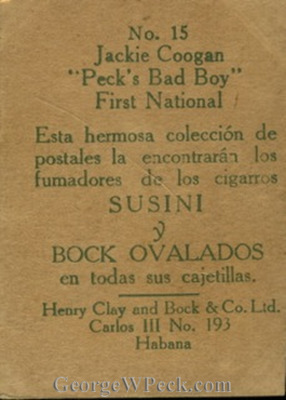 No. 15
Jackie Coogan
"Peck's Bad Boy"
First National
Esta hermosa colección de
postales la encontrarán los
fumadores de los cigarros
SUSINI
y
BOCK OVALADOS
en todas sus cajetillas.
Henry Clay and Bock & Co. Ltd.
Carlos III No. 193
Habana
GeorgeWPeck.com